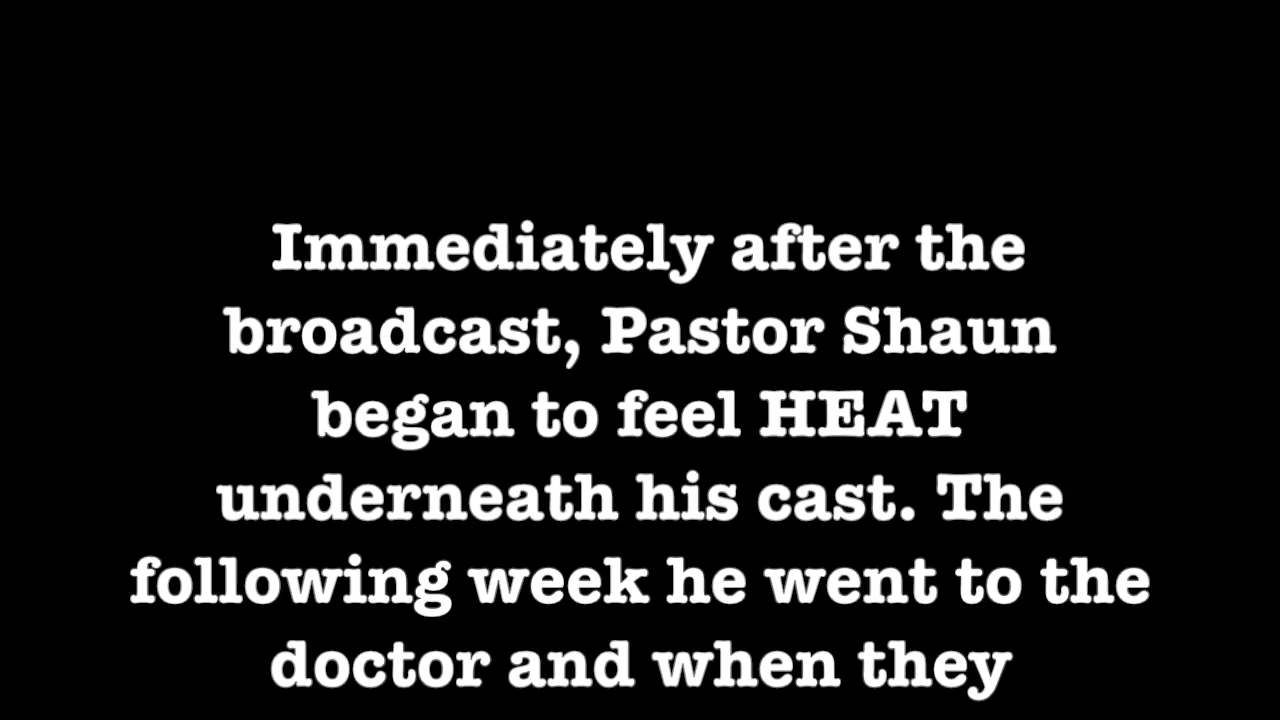 Immediately after the
broadcast, Pastor Shaun
began to feel HEAT
underneath his cast. The
following week he went to the
doctor and when they